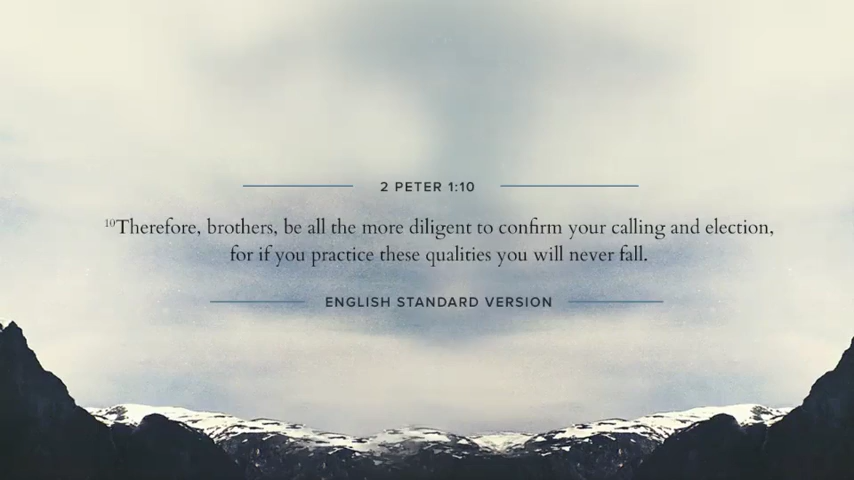 2 PETER 1:10
¹⁰Therefore, brothers, be all the more diligent to confirm your calling and election,
for if you practice these qualities you will never fall.
ENGLISH STANDARD VERSION